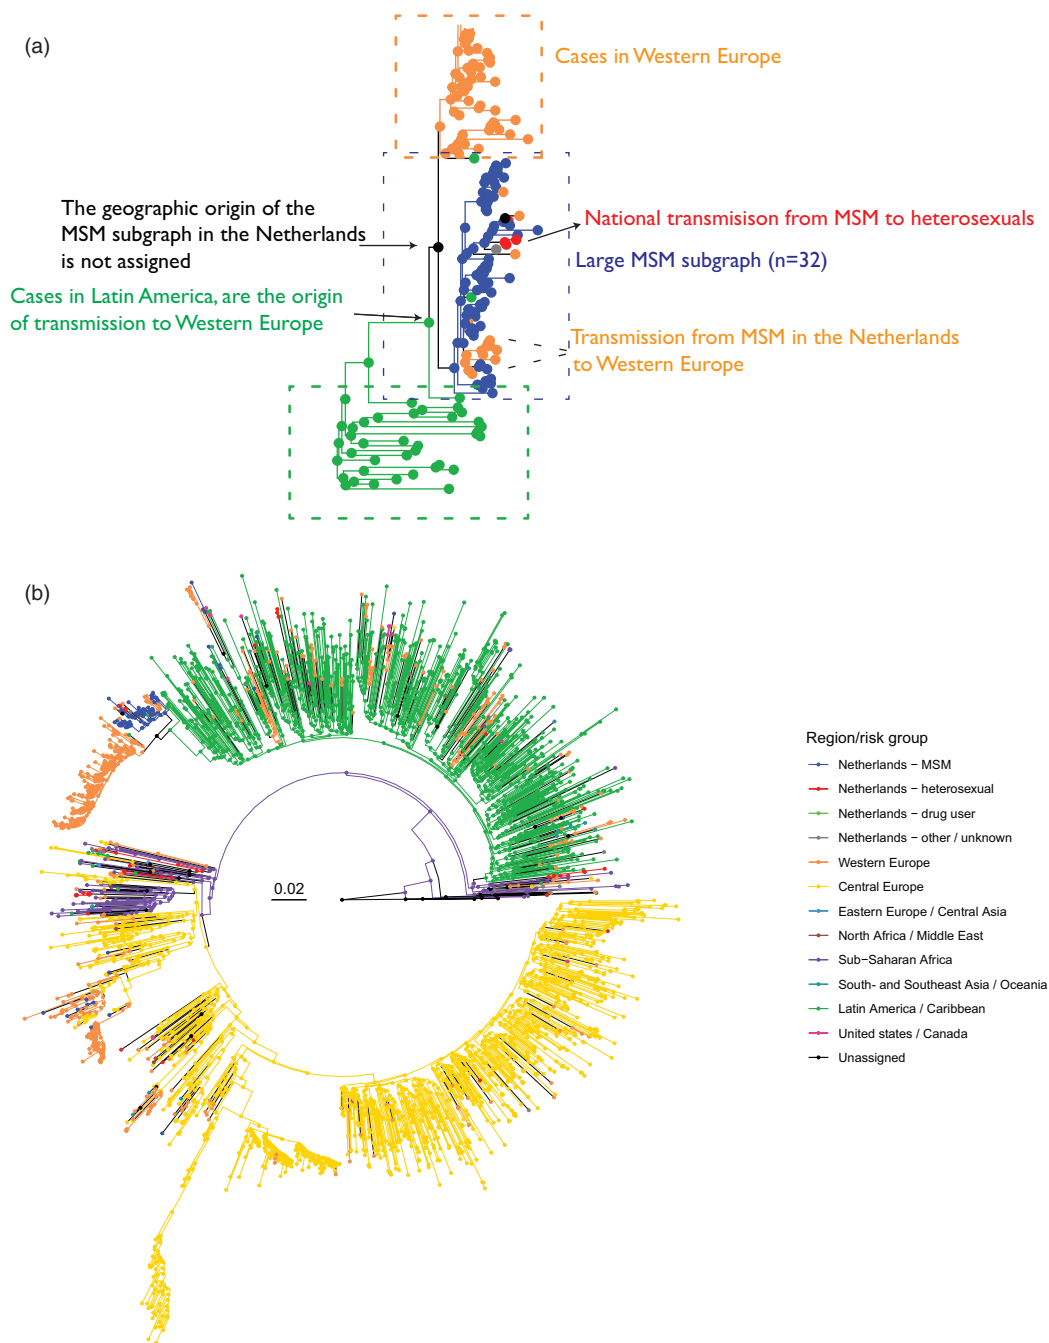 (a)
Cases in Western Europe
The geographic origin of the
MSM subgraph in the Netherlands
is not assigned
National transmisison from MSM to heterosexuals
Large MSM subgraph (n=32)
Cases in Latin America, are the origin
of transmission to Western Europe
Transmission from MSM in the Netherlands
to Western Europe
(b)
0.02
Region/risk group
Netherlands − MSM
Netherlands − heterosexual
Netherlands − drug user
Netherlands − other / unknown
Western Europe
Central Europe
Eastern Europe / Central Asia
North Africa / Middle East
Sub−Saharan Africa
South- and Southeast Asia / Oceania
Latin America / Caribbean
United states / Canada
Unassigned